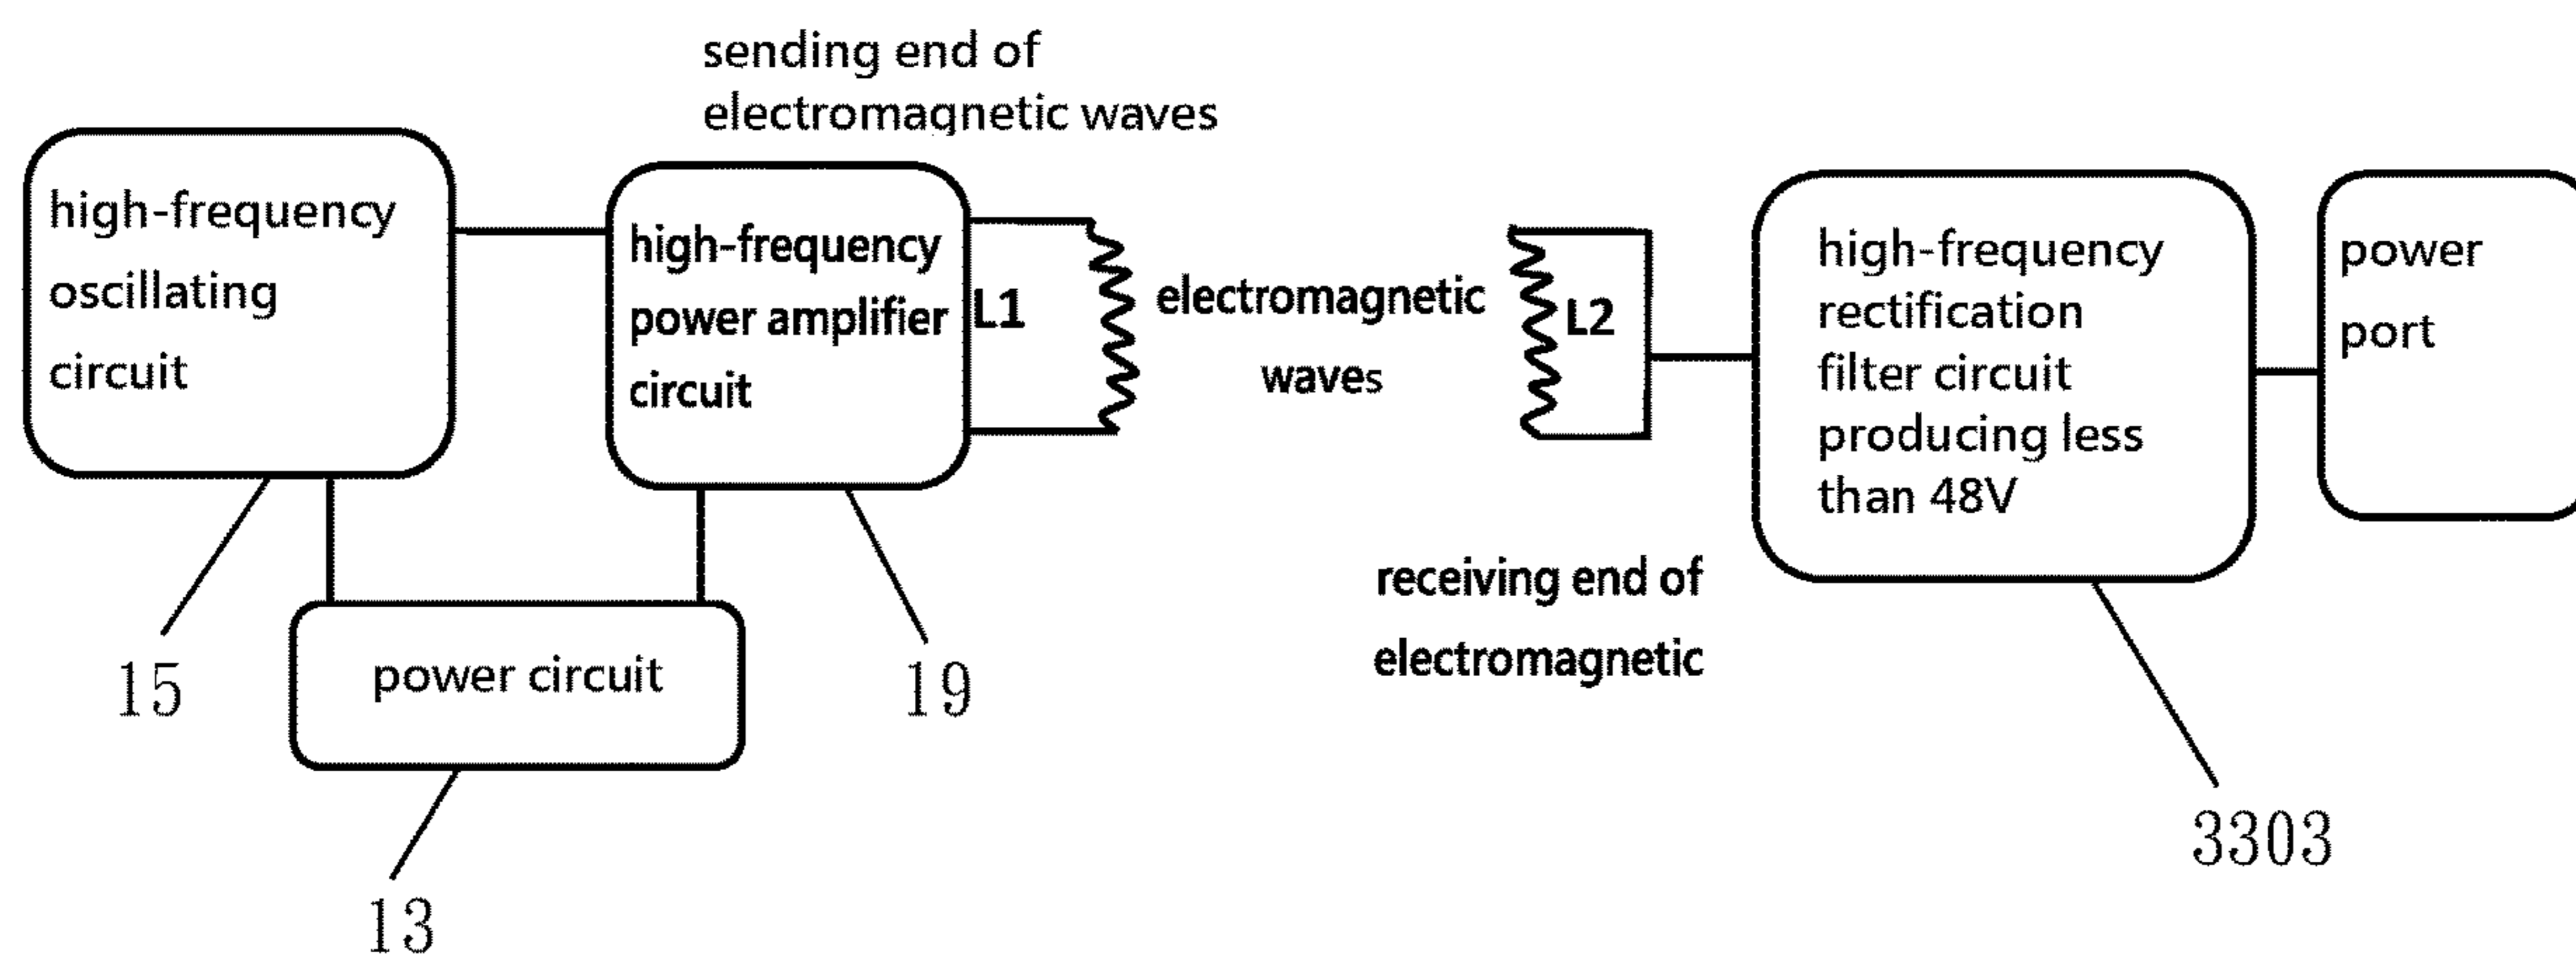 sending end of
electromagnetic waves
high-frequency
oscillating
circuit
high-frequency
power amplifier
circuit
L1
electromagnetic
waves
L2
high-frequency
rectification
filter circuit
producing less
than 48V
power
port
receiving end of
electromagnetic
power circuit
15
19
13
3303